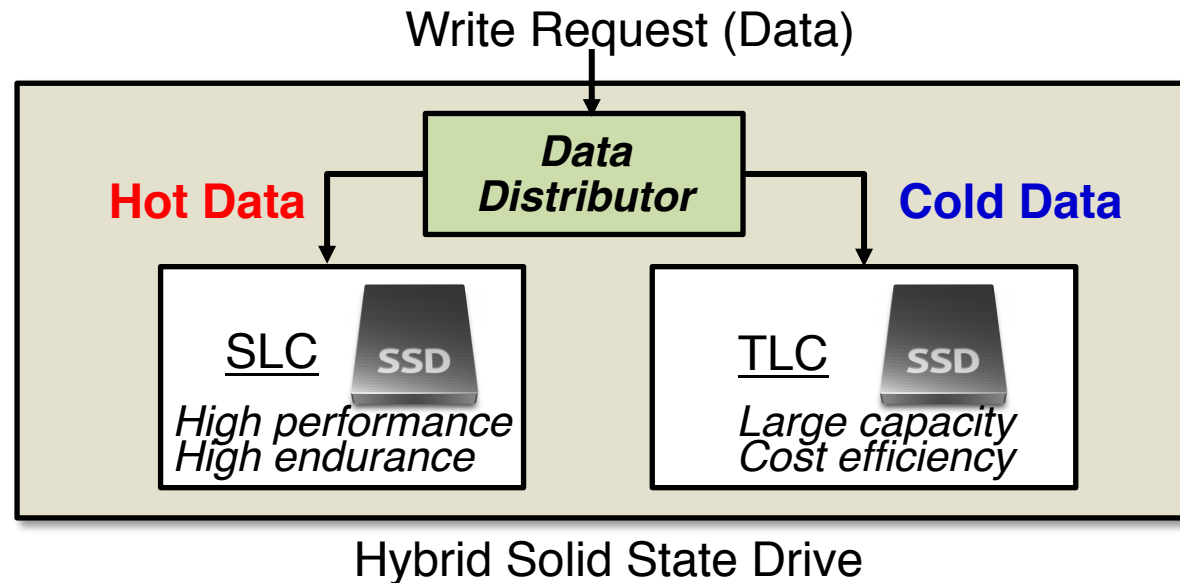 Write Request (Data)
Data
Distributor
Hot Data
Cold Data
SLC
SSD
High performance
High endurance
TLC
SSD
Large capacity
Cost efficiency
Hybrid Solid State Drive